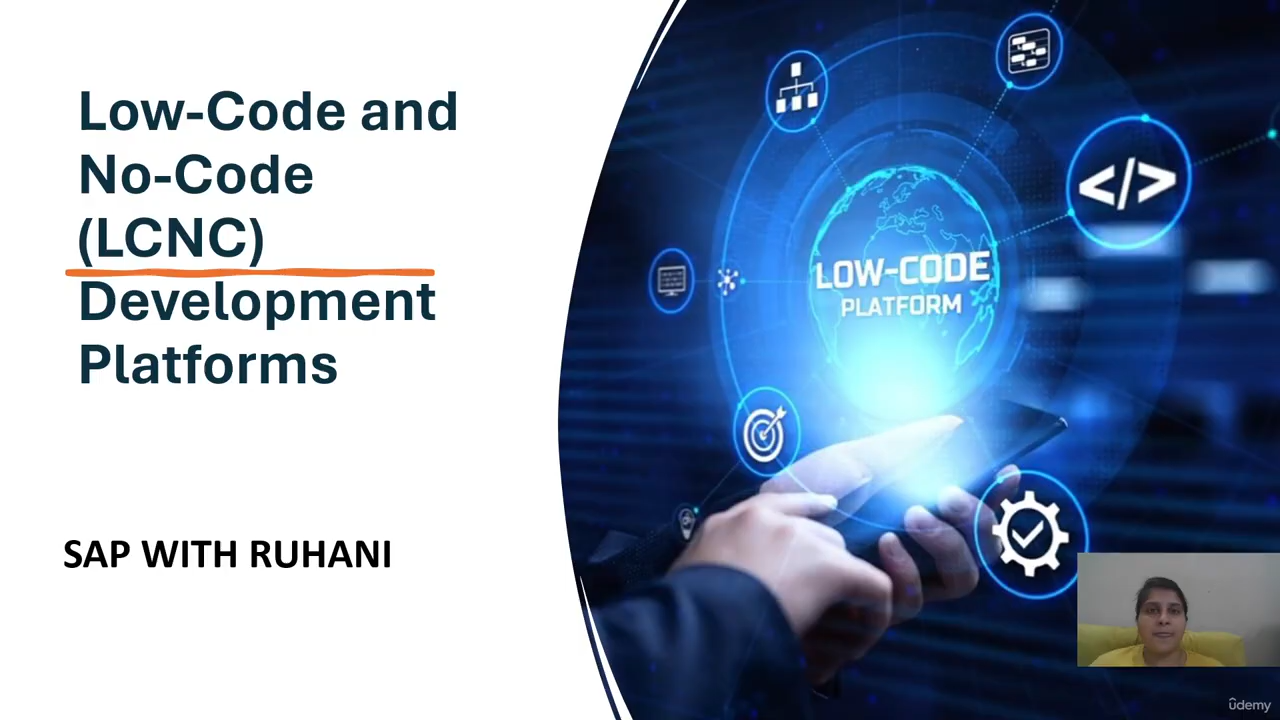 Low-Code and
No-Code
(LCNC)
Development
Platforms
SAP WITH RUHANI
</>
LOW-CODE
PLATFORM
ûdemy